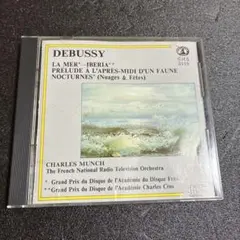 DEBUSSY
LA MER*—IBERIA**
PRELUDE A L'APRÈS-MIDI D'UN FAUNE
NOCTURNES* (Nuages & Fêtes)
CHARLES MUNCH
The French National Radio Television Orchestra
* Grand Prix du Disque de l'Académie du Disque
**Grand Prix du Disque de l'Académie Charles Cros